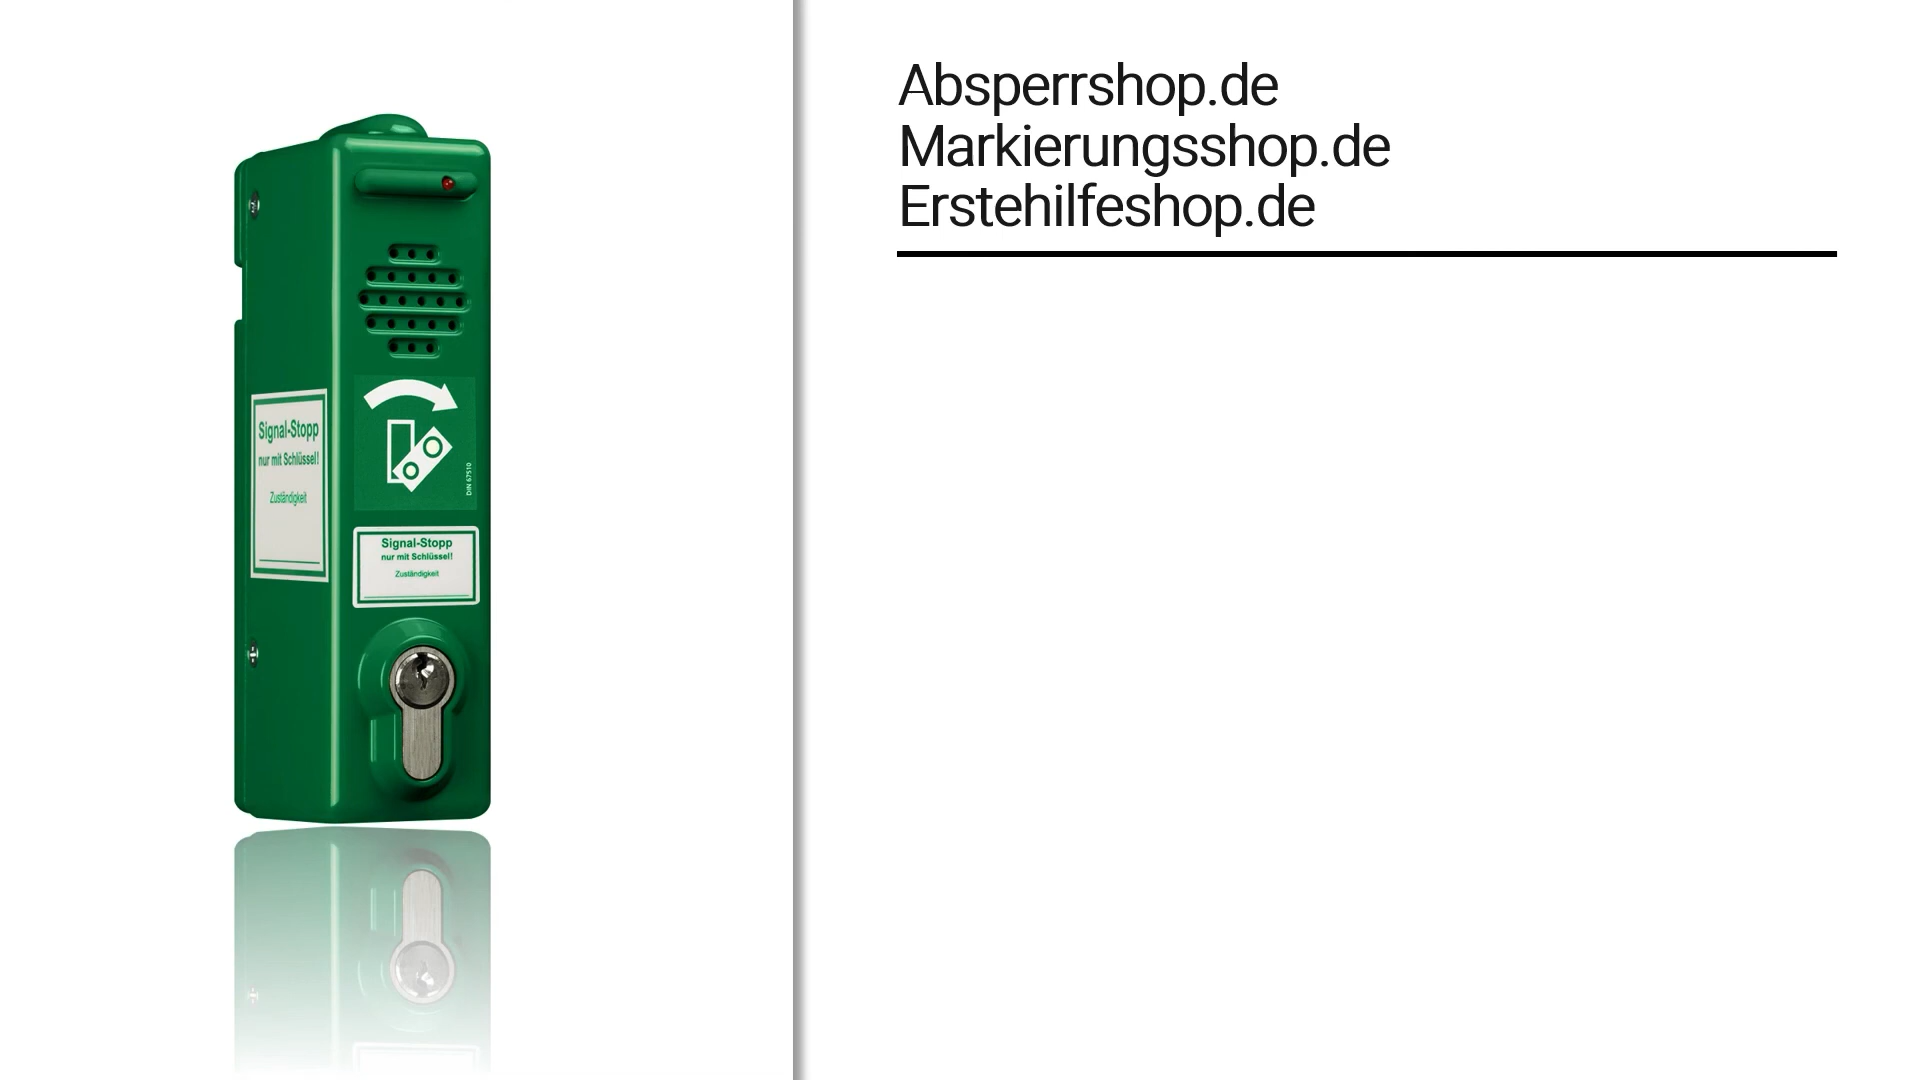 Absperrshop.de
Markierungsshop.de
Erstehilfeshop.de
Signal-Stopp
nur mit Schlüssel!
Zuständigkeit
DIN 67510
Signal-Stopp
nur mit Schlüssel!
Zuständigkeit